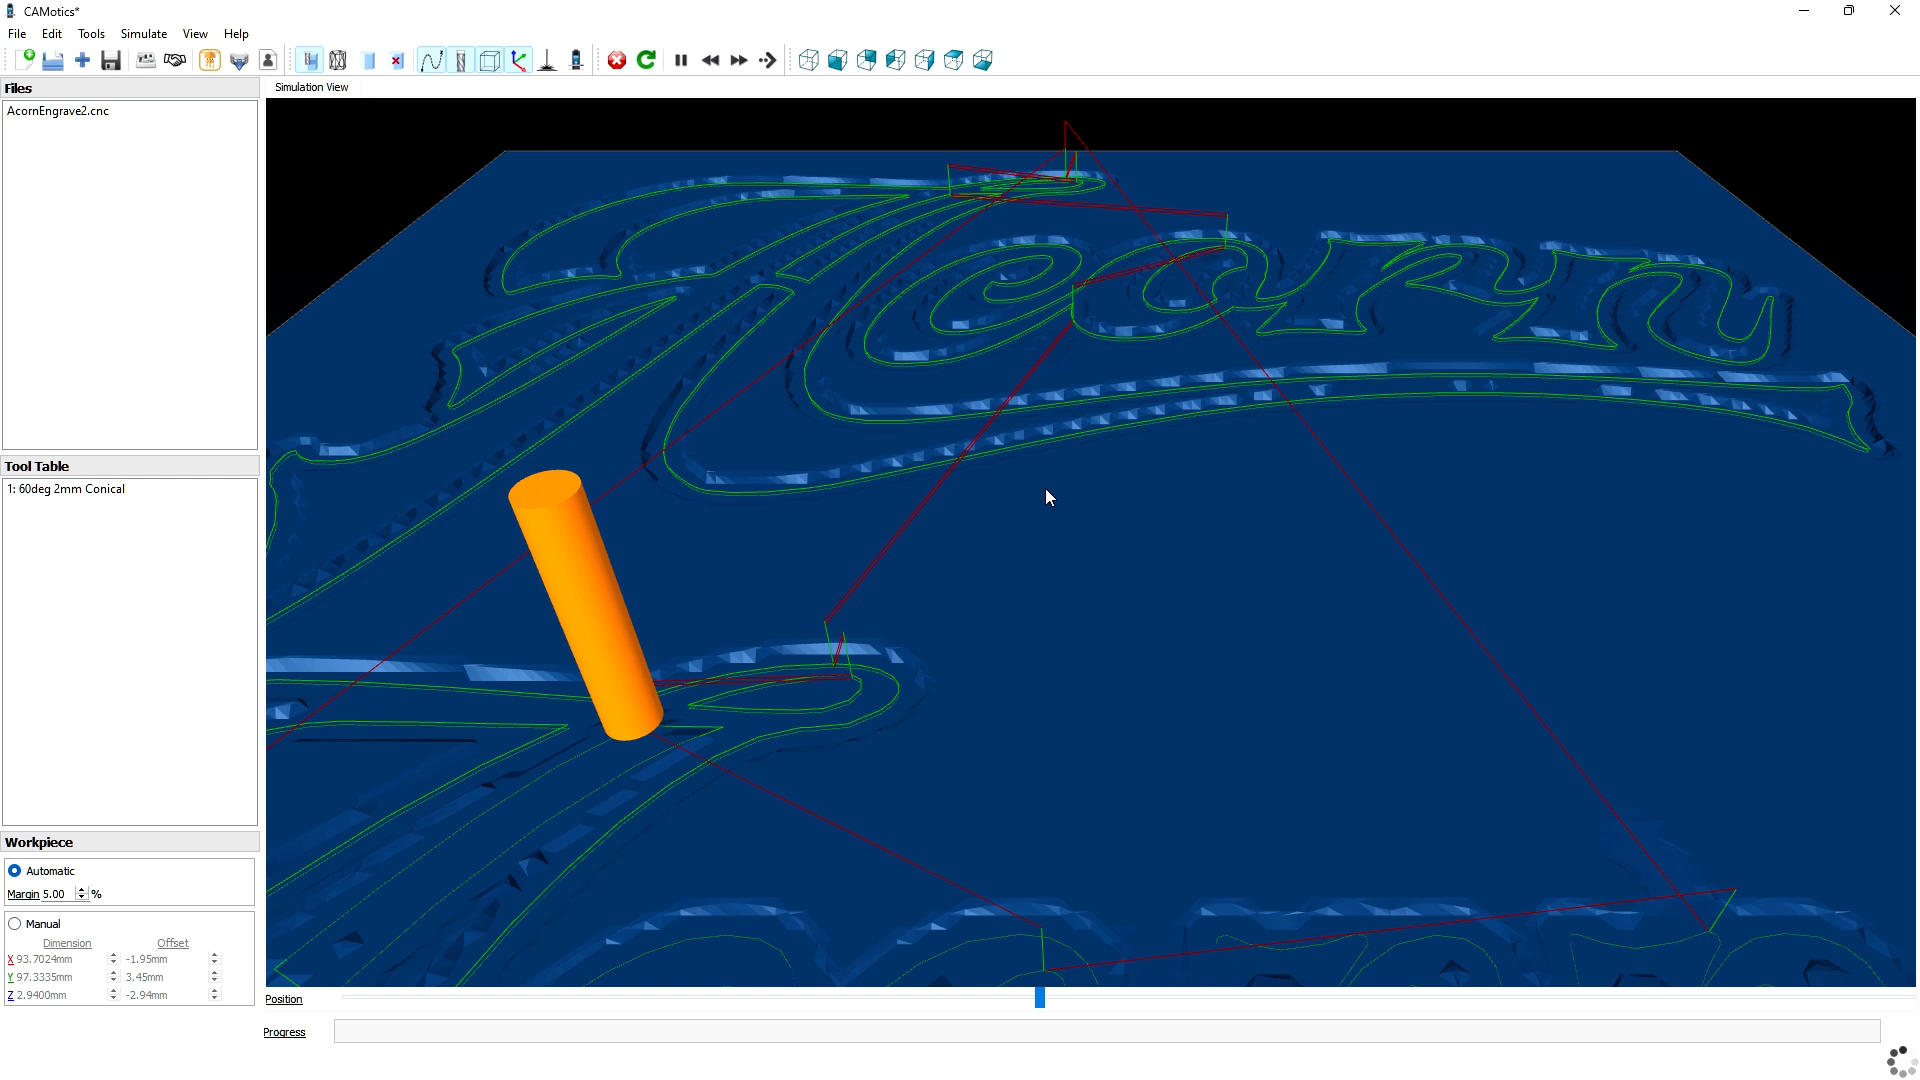 CAMotics*
File Edit Tools Simulate View Help
Files
Simulation View
AcornEngrave2.cnc
Tool Table
1: 60deg 2mm Conical
Workpiece
Automatic
Margin 5.00 %
Manual
Dimension Offset
X 93.7024mm -1.95mm
Y 97.3335mm 3.45mm
Z 2.9400mm -2.94mm
Position
Progress